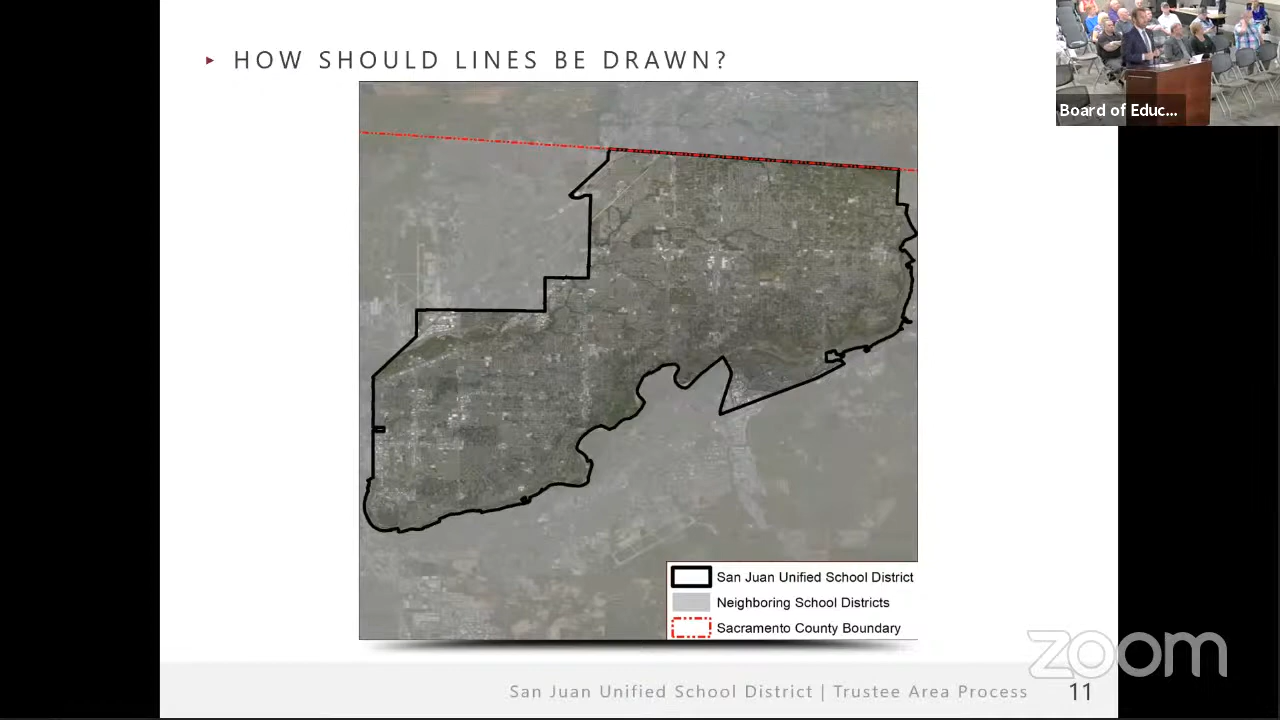 ▸ HOW SHOULD LINES BE DRAWN?
Board of Educ...
San Juan Unified School District
Neighboring School Districts
Sacramento County Boundary
zoom
San Juan Unified School District | Trustee Area Process 11